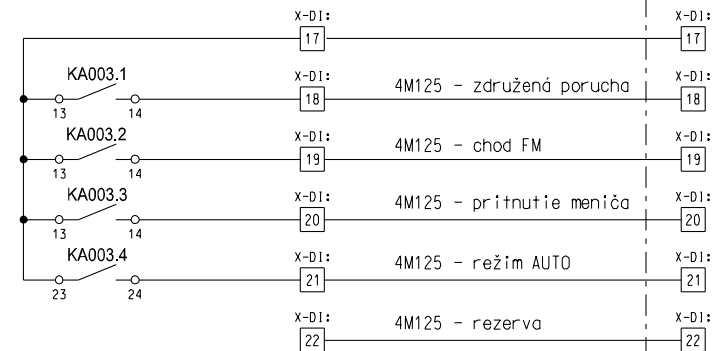 X-DI: X-DI:
17 17
KA003.1 X-DI: 4M125 - združená porucha X-DI:
13 14 18 18
KA003.2 X-DI: 4M125 - chod FM X-DI:
13 14 19 19
KA003.3 X-DI: 4M125 - pritnutie meniča X-DI:
13 14 20 20
KA003.4 X-DI: 4M125 - režim AUTO X-DI:
23 24 21 21
X-DI: 4M125 - rezerva X-DI:
22 22